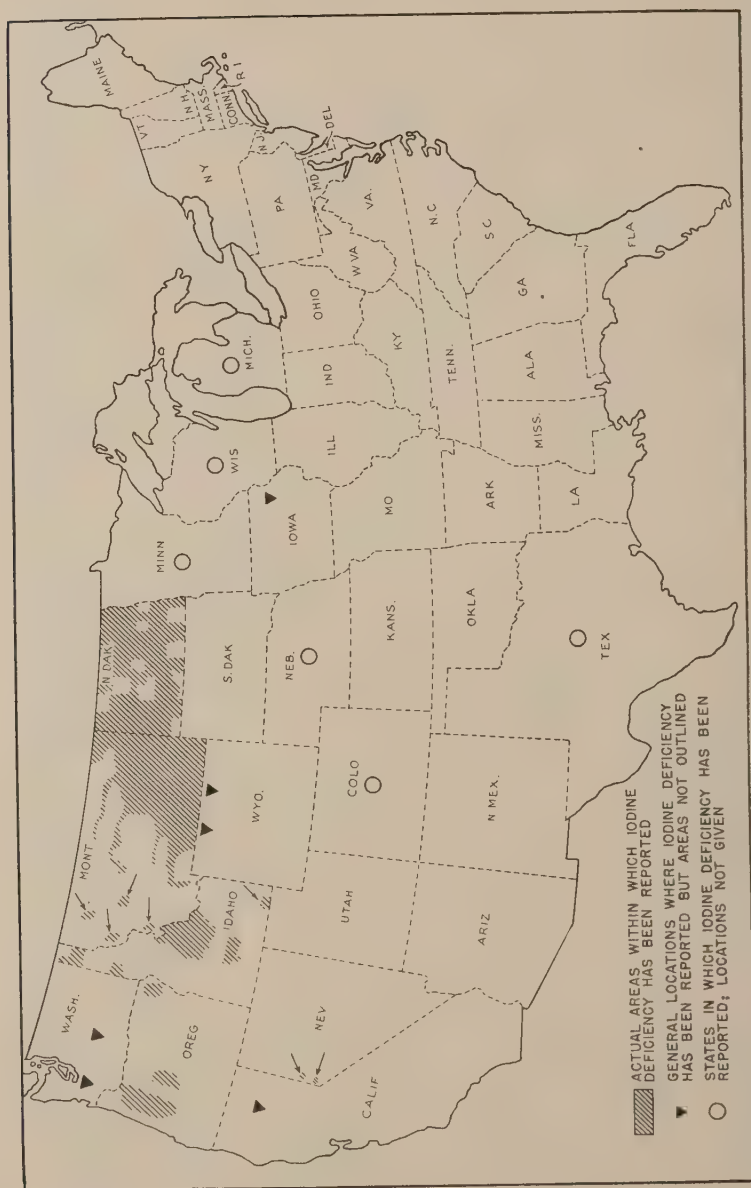 WASH.
MONT
N DAK
MINN
OREG
IDAHO
WYO.
S. DAK
WIS
MICH.
NEB.
IOWA
NEV
UTAH
COLO
KANS.
MO
ILL
IND
OHIO
CALIF
ARIZ
N MEX.
OKLA
ARK
TENN.
KY
W VA
VA.
TEX
LA
MISS.
ALA
GA
S C
N.C
FLA
PA
N Y
N J
MD
DEL
VT
N H.
MASS.
CONN.
R I
MAINE
ACTUAL AREAS WITHIN WHICH IODINE
DEFICIENCY HAS BEEN REPORTED
GENERAL LOCATIONS WHERE IODINE DEFICIENCY
HAS BEEN REPORTED BUT AREAS NOT OUTLINED
STATES IN WHICH IODINE DEFICIENCY HAS BEEN
REPORTED; LOCATIONS NOT GIVEN